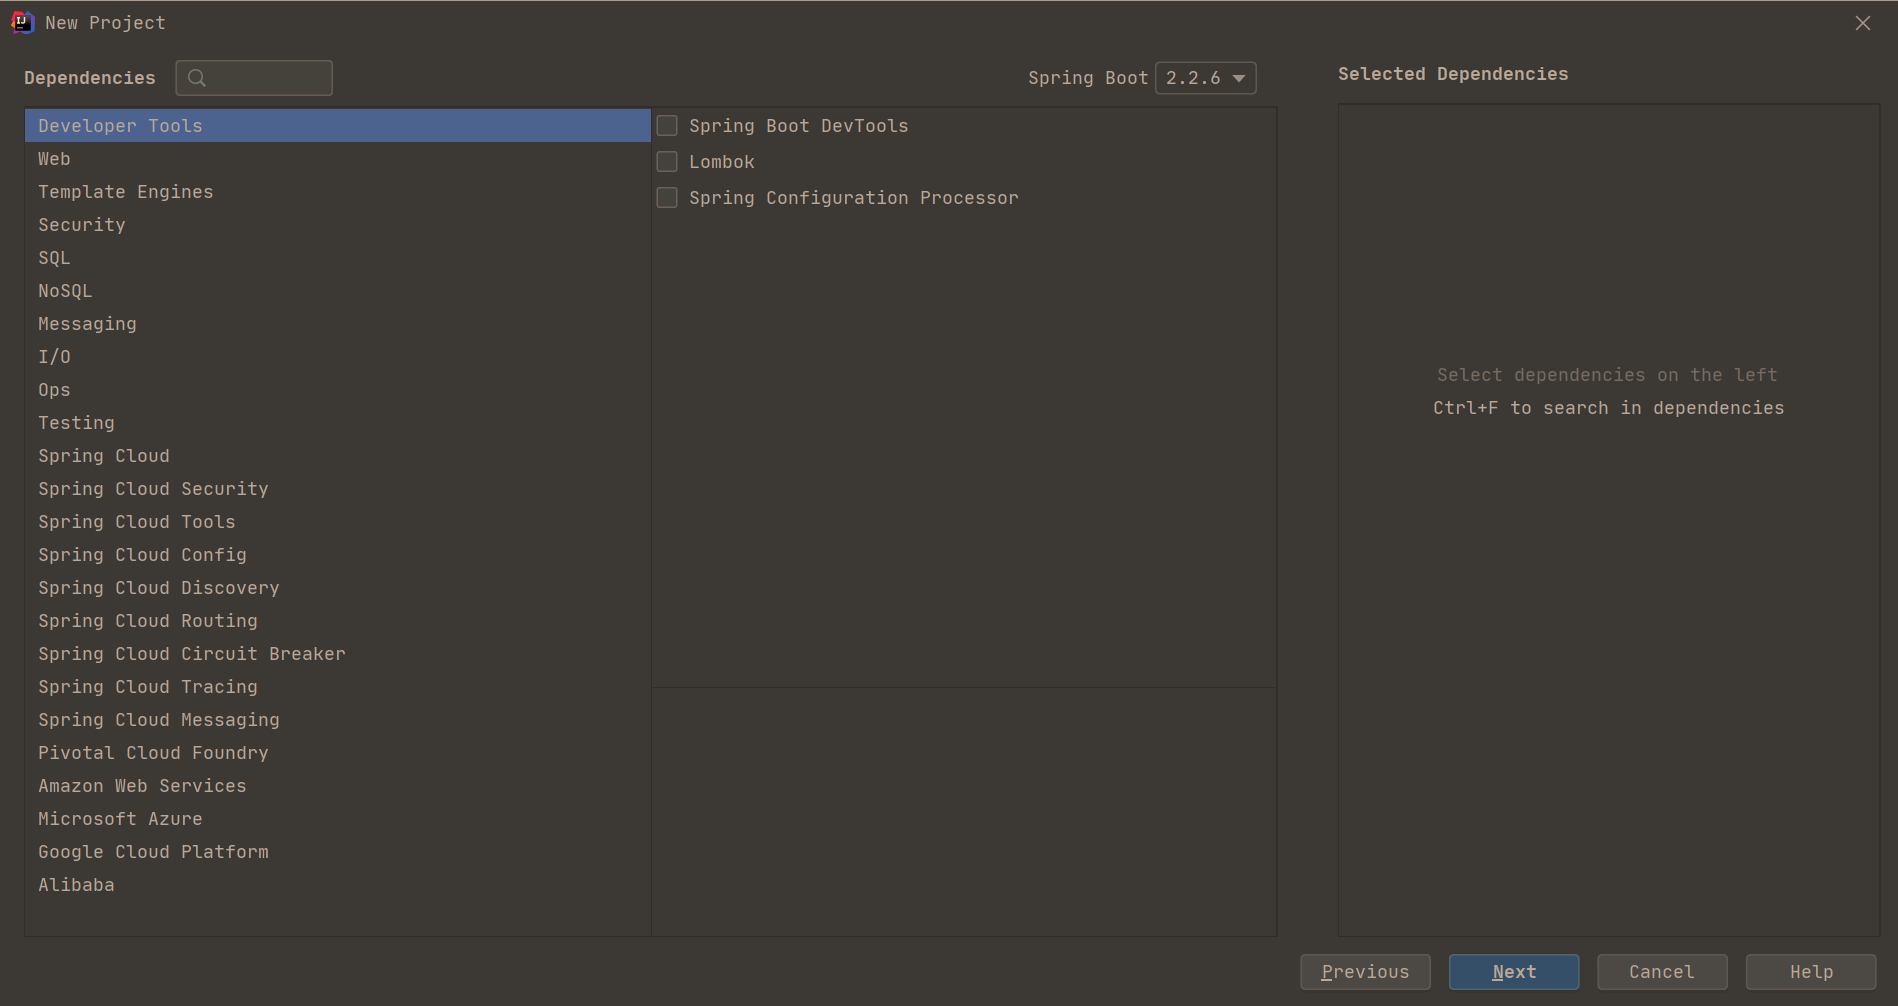 New Project
Dependencies
Spring Boot 2.2.6
Selected Dependencies
Developer Tools
Web
Template Engines
Security
SQL
NoSQL
Messaging
I/O
Ops
Testing
Spring Cloud
Spring Cloud Security
Spring Cloud Tools
Spring Cloud Config
Spring Cloud Discovery
Spring Cloud Routing
Spring Cloud Circuit Breaker
Spring Cloud Tracing
Spring Cloud Messaging
Pivotal Cloud Foundry
Amazon Web Services
Microsoft Azure
Google Cloud Platform
Alibaba
Spring Boot DevTools
Lombok
Spring Configuration Processor
Select dependencies on the left
Ctrl+F to search in dependencies
Previous
Next
Cancel
Help